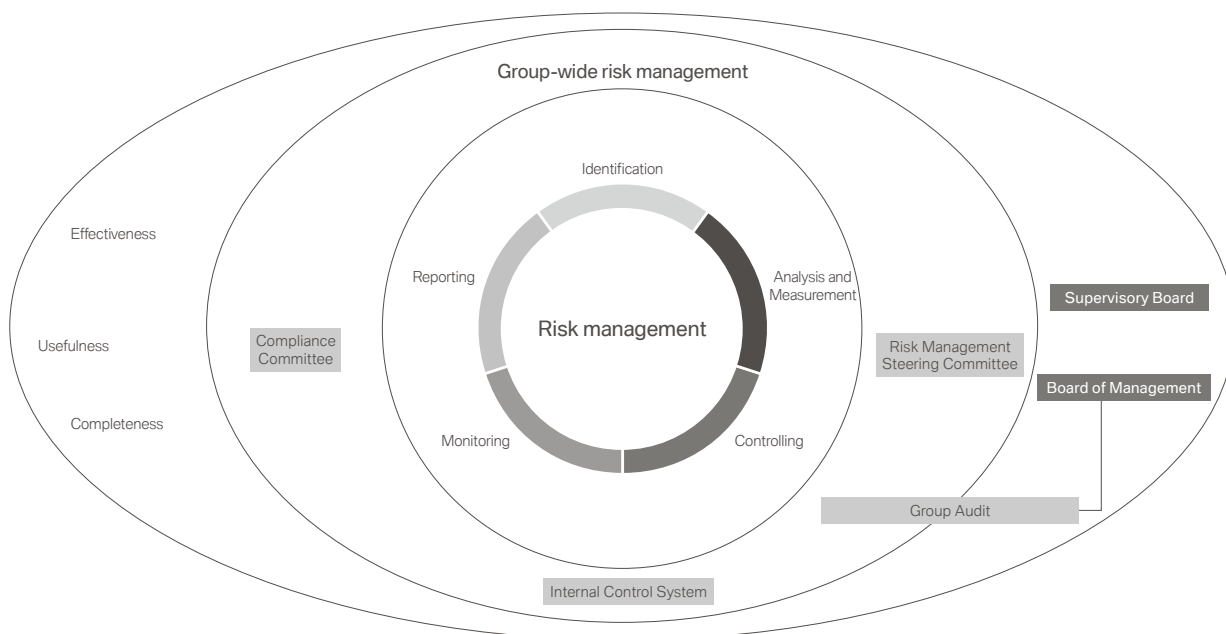 Group-wide risk management
Identification
Effectiveness
Reporting
Analysis and
Measurement
Supervisory Board
Risk management
Compliance
Committee
Usefulness
Risk Management
Steering Committee
Board of Management
Completeness
Monitoring
Controlling
Group Audit
Internal Control System